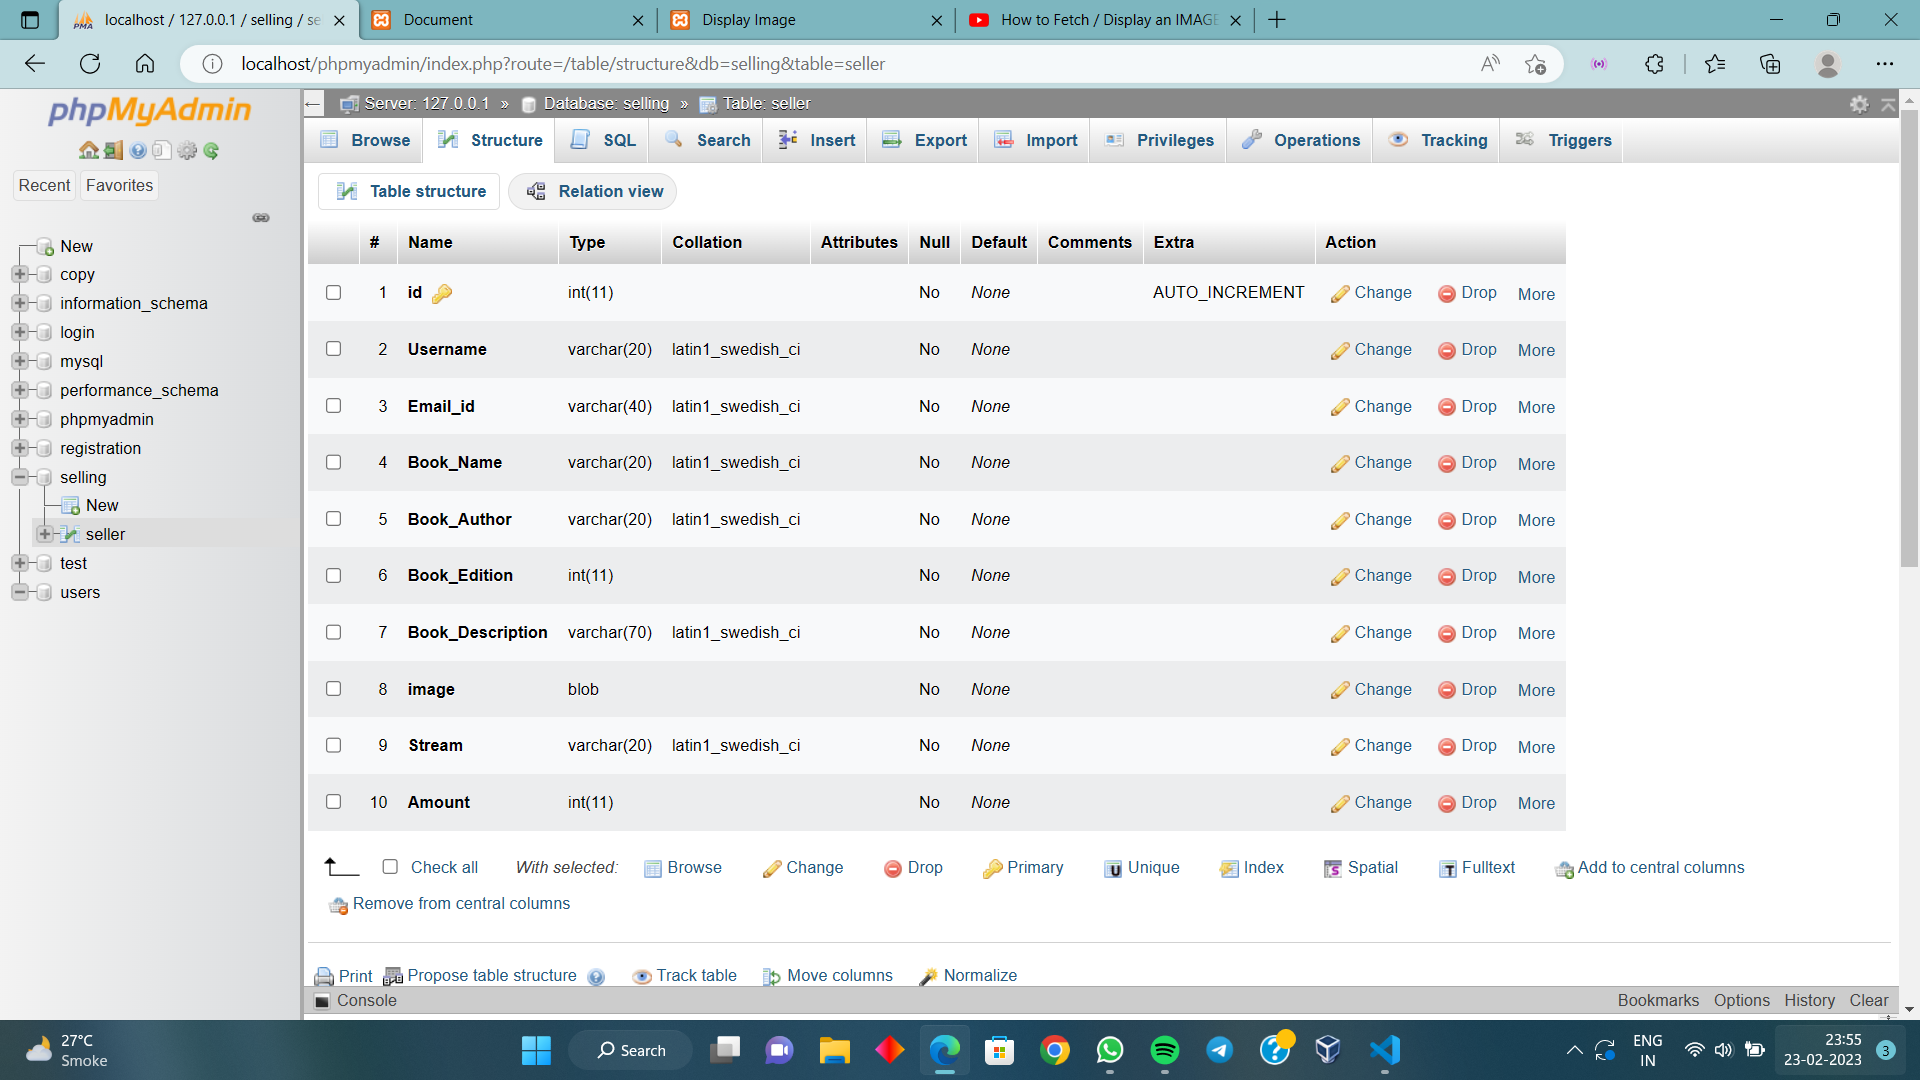 localhost / 127.0.0.1 / selling / se
Document
Display Image
How to Fetch / Display an IMAGE
localhost/phpmyadmin/index.php?route=/table/structure&db=selling&table=seller
phpMyAdmin
Server: 127.0.0.1 » Database: selling » Table: seller
Browse Structure SQL Search Insert Export Import Privileges Operations Tracking Triggers
Recent Favorites
Table structure Relation view
New
copy
information_schema
login
mysql
performance_schema
phpmyadmin
registration
selling
New
seller
test
users
# Name Type Collation Attributes Null Default Comments Extra Action
1 id int(11) No None AUTO_INCREMENT Change Drop More
2 Username varchar(20) latin1_swedish_ci No None Change Drop More
3 Email_id varchar(40) latin1_swedish_ci No None Change Drop More
4 Book_Name varchar(20) latin1_swedish_ci No None Change Drop More
5 Book_Author varchar(20) latin1_swedish_ci No None Change Drop More
6 Book_Edition int(11) No None Change Drop More
7 Book_Description varchar(70) latin1_swedish_ci No None Change Drop More
8 image blob No None Change Drop More
9 Stream varchar(20) latin1_swedish_ci No None Change Drop More
10 Amount int(11) No None Change Drop More
Check all With selected: Browse Change Drop Primary Unique Index Spatial Fulltext Add to central columns
Remove from central columns
Print Propose table structure Track table Move columns Normalize
Console Bookmarks Options History Clear
27°C
Smoke
Search
ENG
IN
23:55
23-02-2023
3